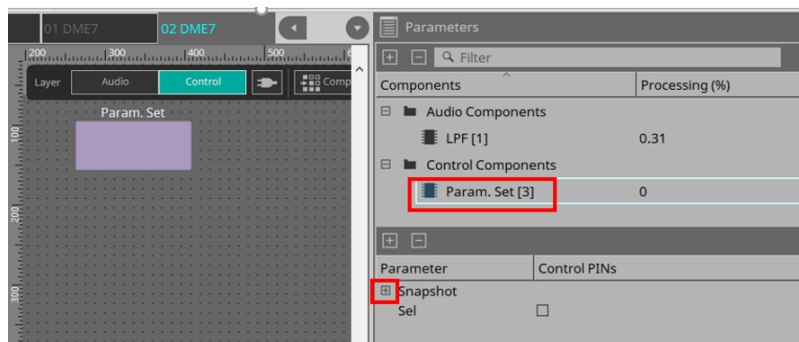 01 DME7
02 DME7
Parameters
200 300 400 500
Filter
Layer Audio Control Comp
Components Processing (%)
Param. Set
Audio Components
100
LPF [1] 0.31
Control Components
Param. Set [3] 0
200
Parameter Control PINs
Snapshot
300
Sel